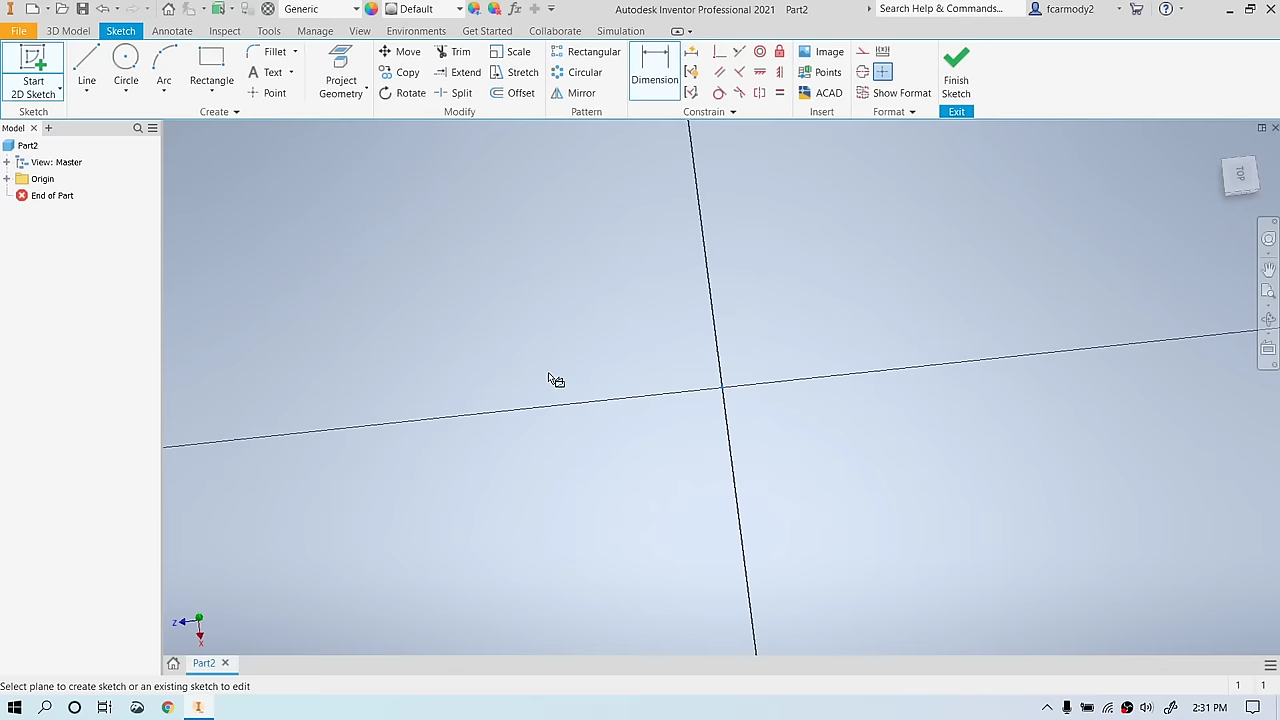 Generic
Default
fx
Autodesk Inventor Professional 2021 Part2
Search Help & Commands...
fcarmody2
File 3D Model Sketch Annotate Inspect Tools Manage View Environments Get Started Collaborate Simulation
Start
2D Sketch
Line
Circle
Arc
Rectangle
Fillet
Text
Point
Project
Geometry
Move
Copy
Rotate
Trim
Extend
Split
Scale
Stretch
Offset
Rectangular
Circular
Mirror
Dimension
Image
Points
ACAD
Show Format
Finish
Sketch
Sketch
Create
Modify
Pattern
Constrain
Insert
Format
Exit
Model
Part2
View: Master
Origin
End of Part
TOP
Z
X
Part2
Select plane to create sketch or an existing sketch to edit
1 1
2:31 PM